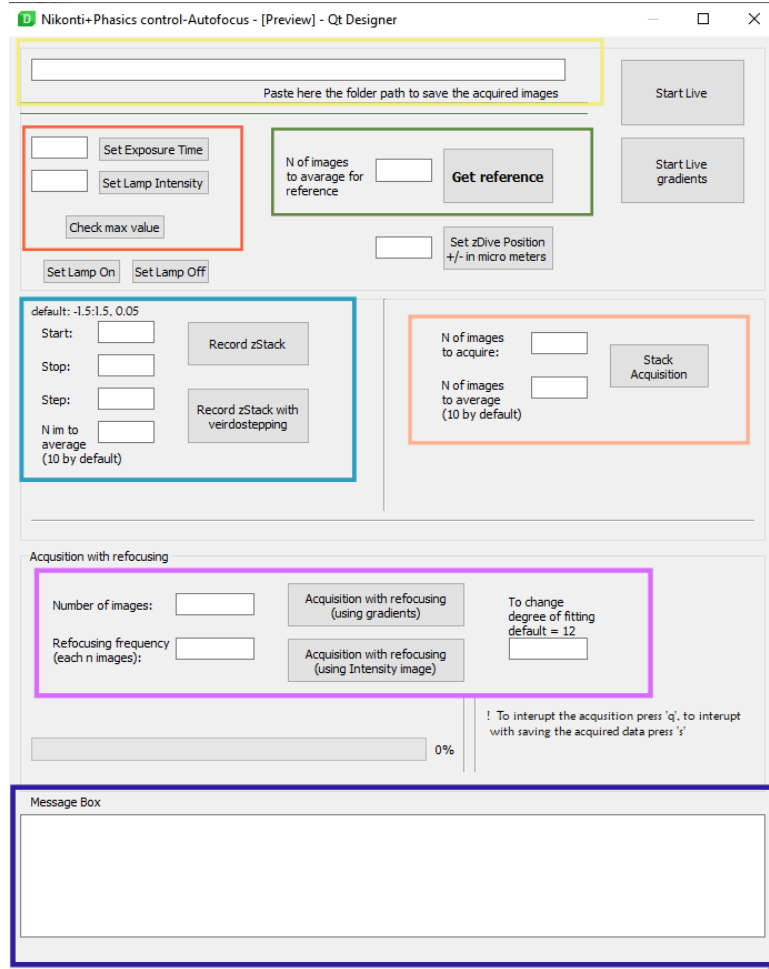 Nikonti+Phasics control-Autofocus - [Preview] - Qt Designer
Paste here the folder path to save the acquired images
Start Live
Set Exposure Time
Set Lamp Intensity
Check max value
Set Lamp On
Set Lamp Off
N of images
to avarage for
reference
Get reference
Start Live
gradients
Set zDive Position
+/- in micro meters
default: -1.5:1.5, 0.05
Start:
Stop:
Step:
N im to
average
(10 by default)
Record zStack
Record zStack with
veirdostepping
N of images
to acquire:
N of images
to average
(10 by default)
Stack
Acquisition
Acqusition with refocusing
Number of images:
Refocusing frequency
(each n images):
Acquisition with refocusing
(using gradients)
Acquisition with refocusing
(using Intensity image)
To change
degree of fitting
default = 12
! To interupt the acqusition press 'q', to interupt
with saving the acquired data press 's'
0%
Message Box